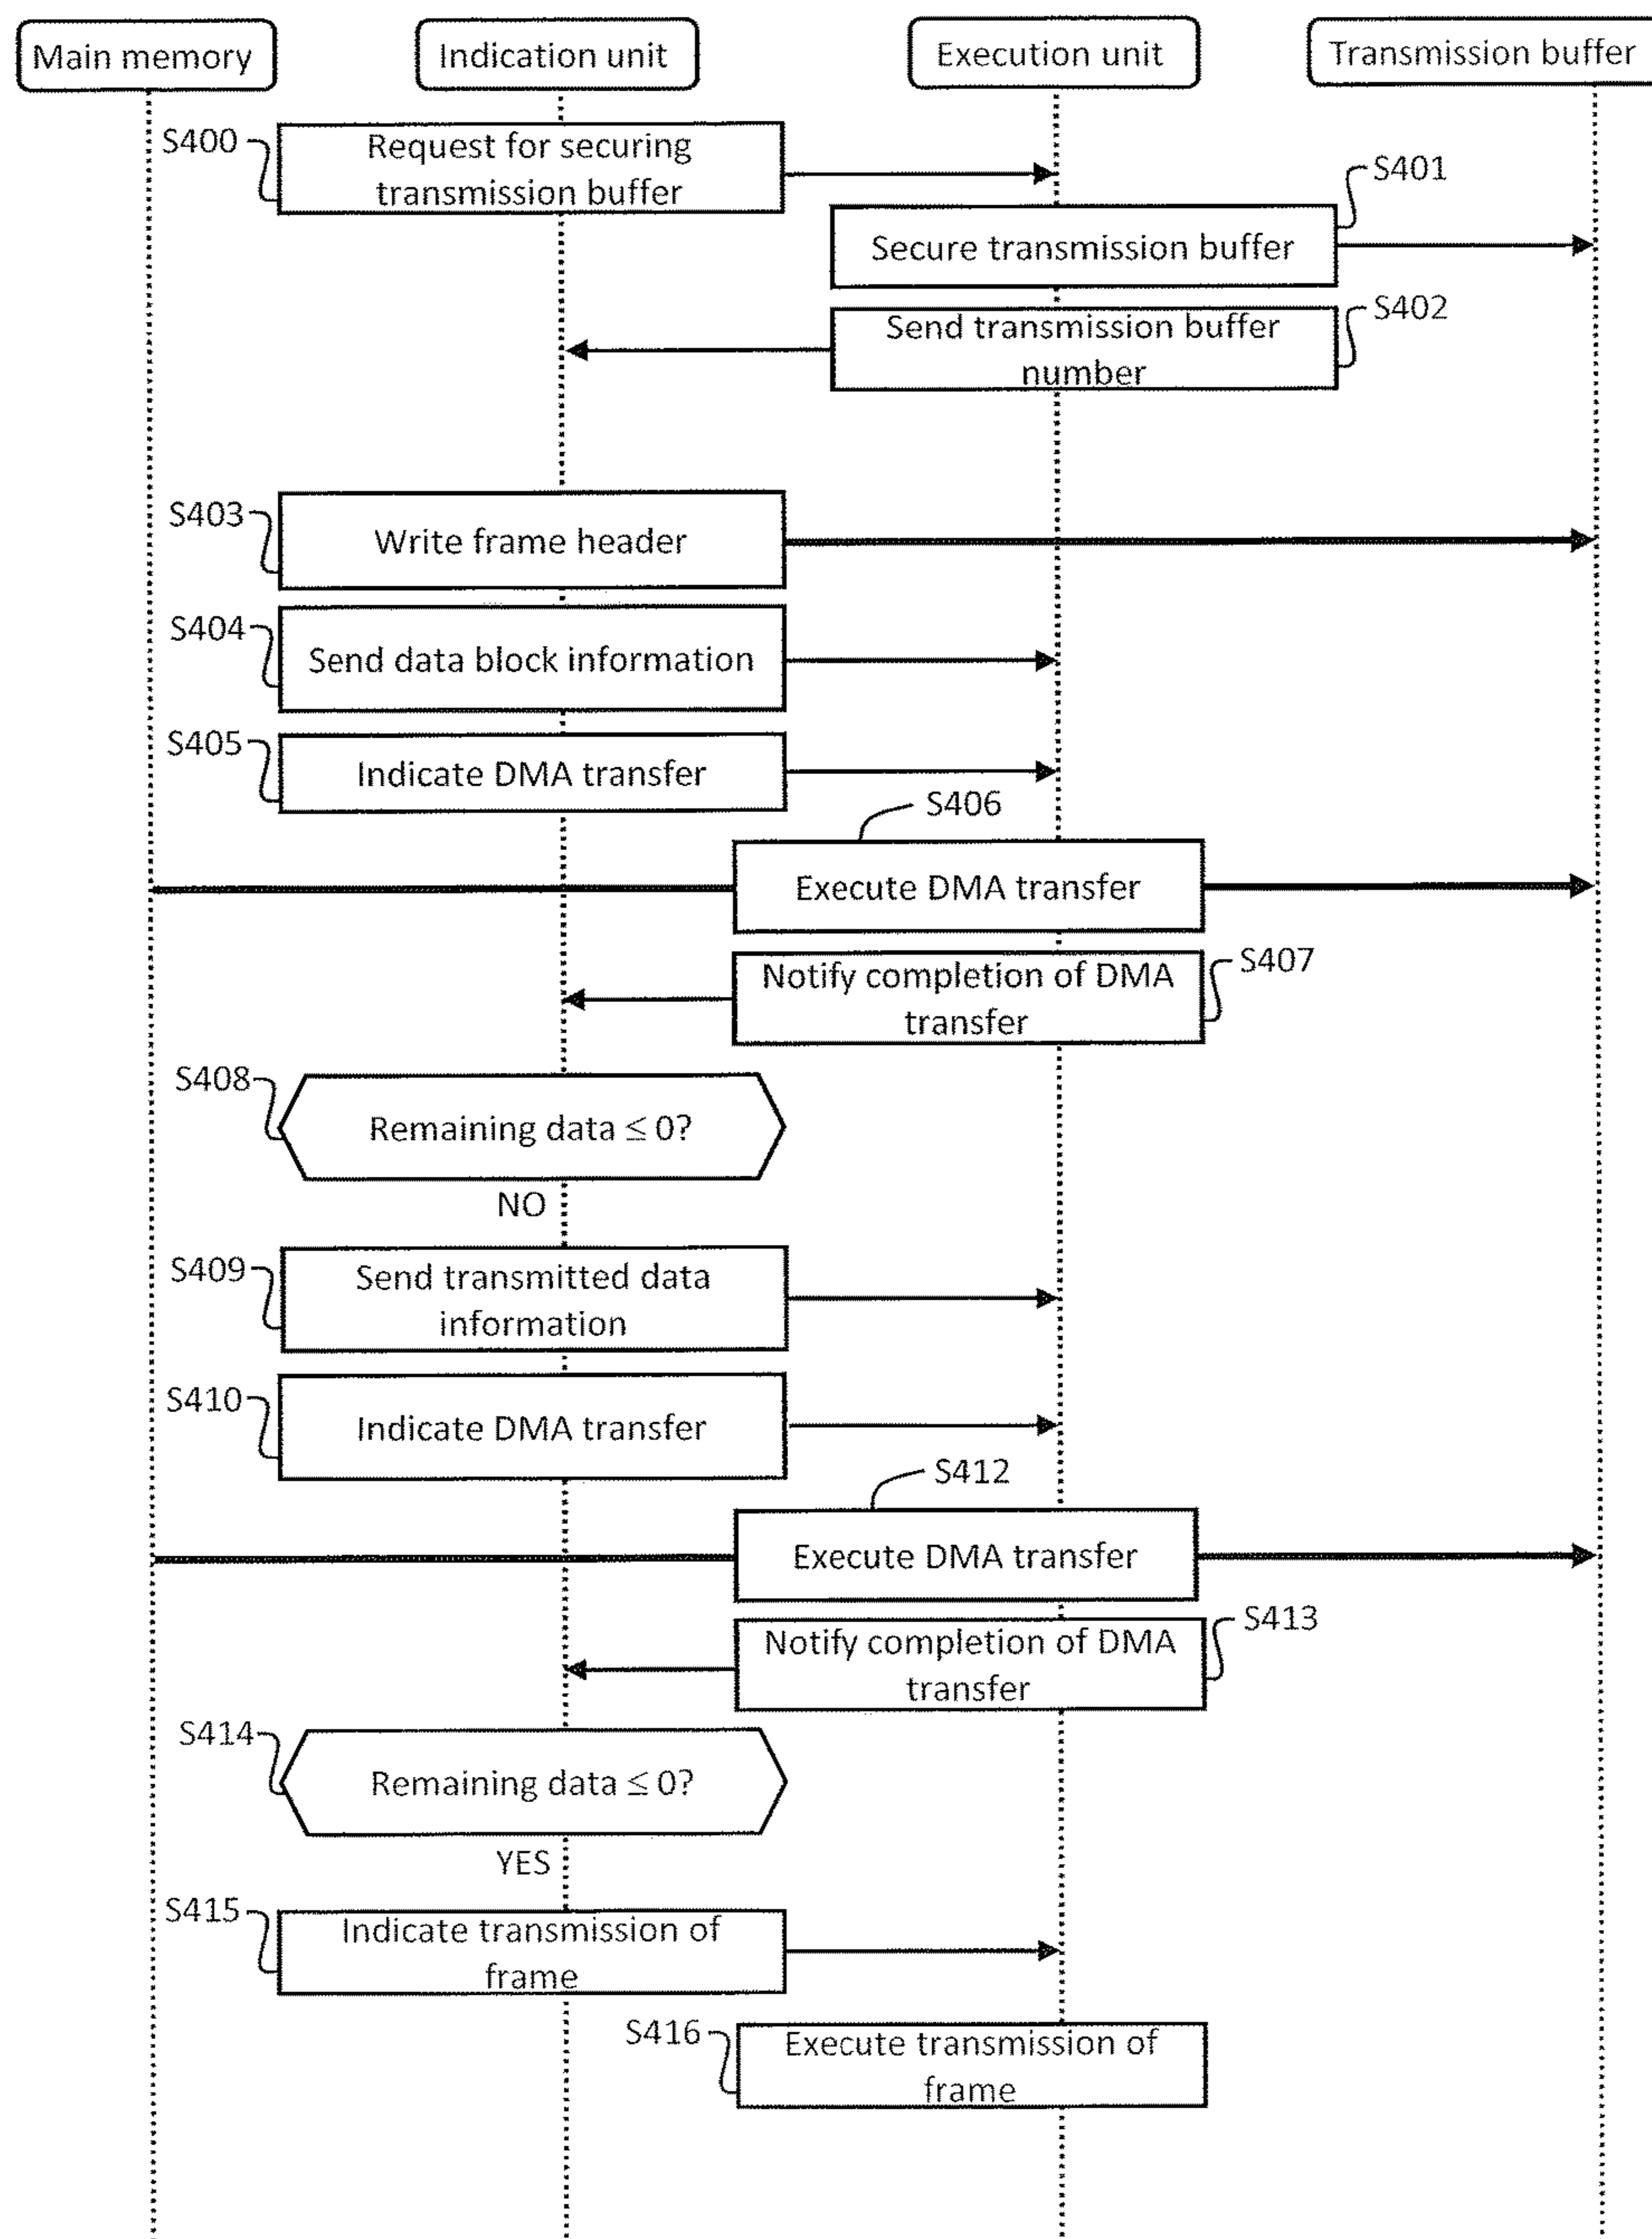 Main memory
Indication unit
Execution unit
Transmission buffer
S400
Request for securing
transmission buffer
S401
Secure transmission buffer
S402
Send transmission buffer
number
S403
Write frame header
S404
Send data block information
S405
Indicate DMA transfer
S406
Execute DMA transfer
S407
Notify completion of DMA
transfer
S408
Remaining data ≤ 0?
NO
S409
Send transmitted data
information
S410
Indicate DMA transfer
S412
Execute DMA transfer
S413
Notify completion of DMA
transfer
S414
Remaining data ≤ 0?
YES
S415
Indicate transmission of
frame
S416
Execute transmission of
frame